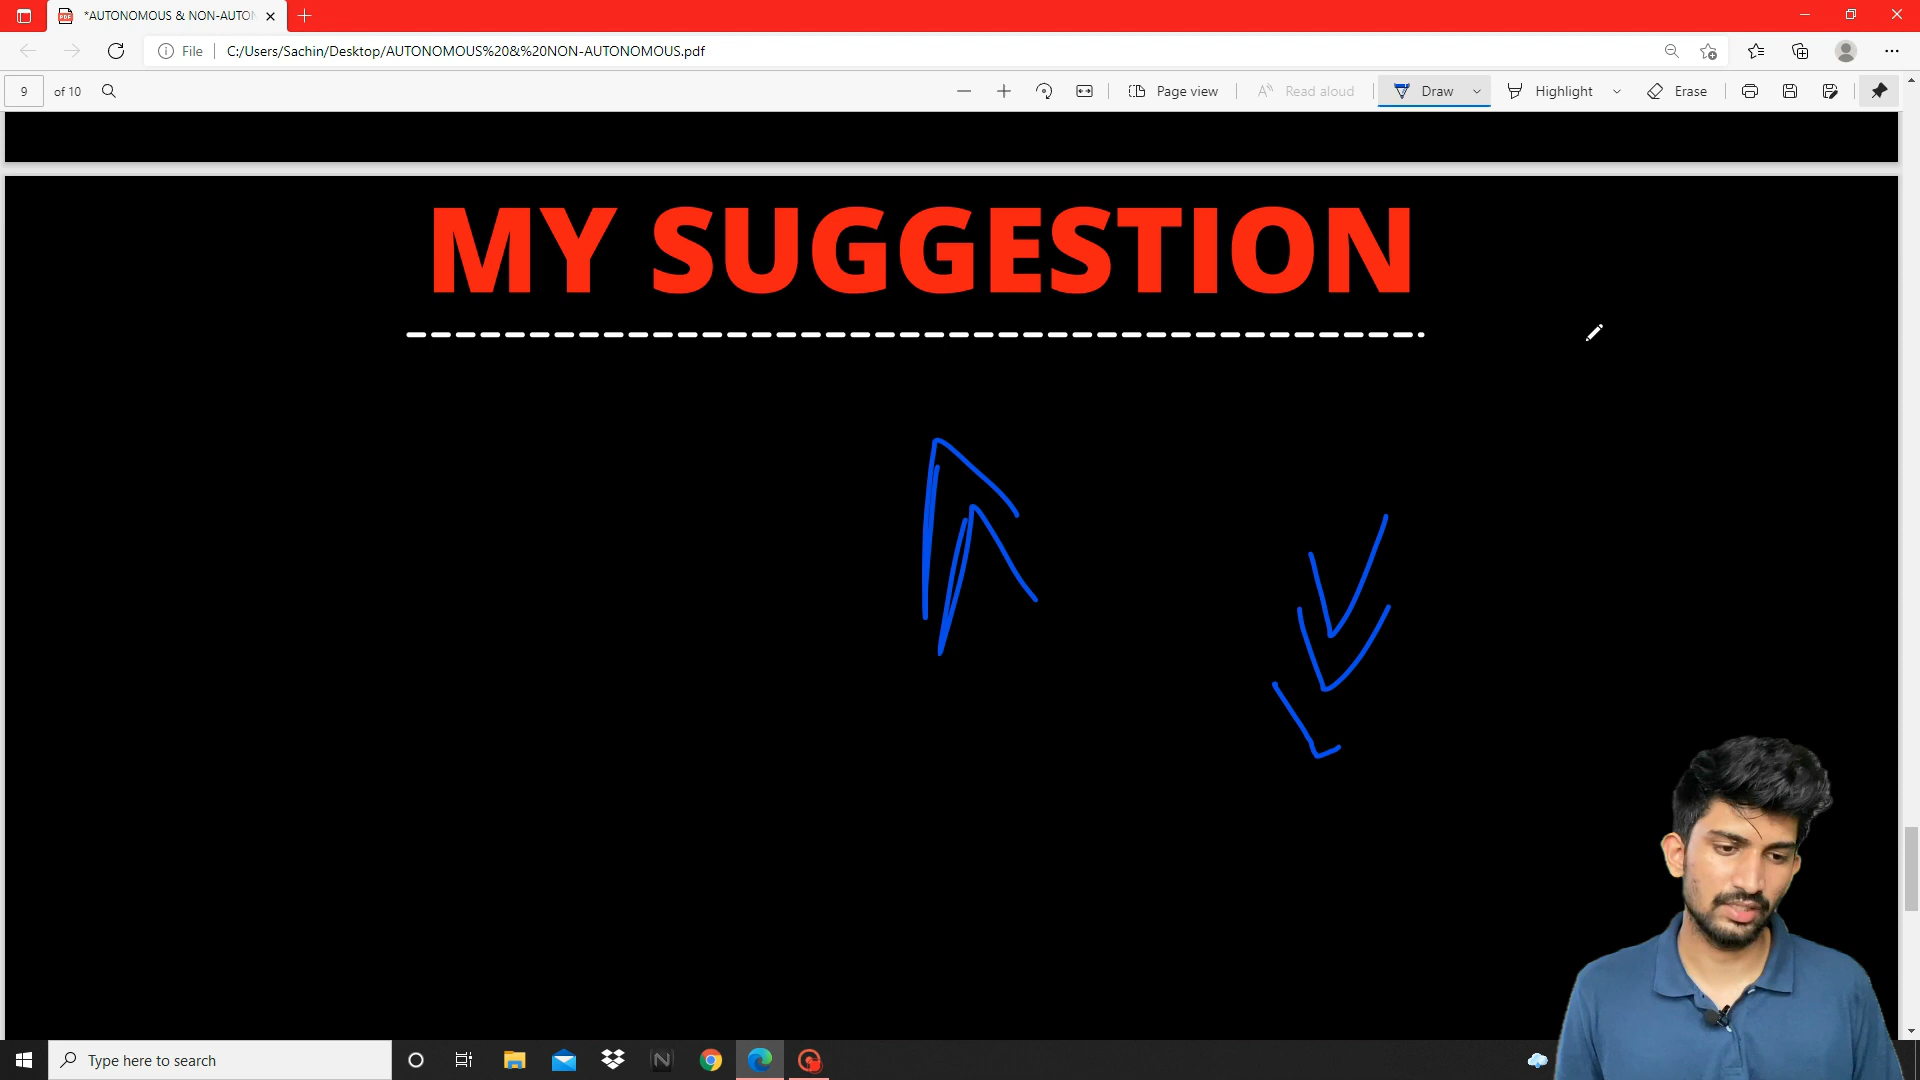 *AUTONOMOUS & NON-AUTON
File
C:/Users/Sachin/Desktop/AUTONOMOUS%20&%20NON-AUTONOMOUS.pdf
9 of 10
Page view
Read aloud
Draw
Highlight
Erase
MY SUGGESTION
Type here to search